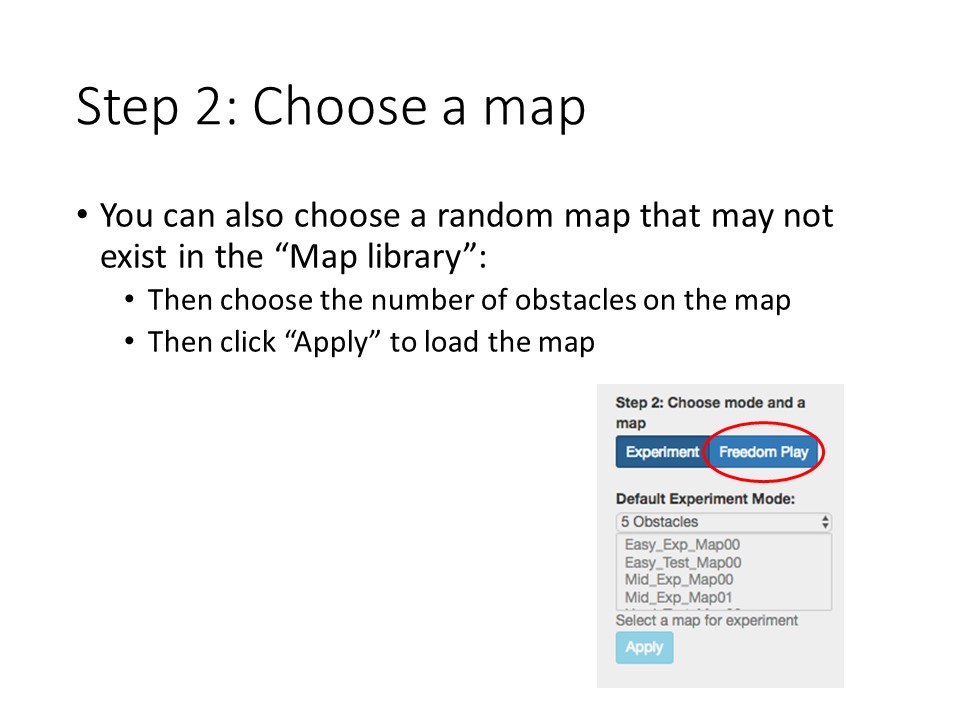 Step 2: Choose a map
• You can also choose a random map that may not
exist in the “Map library”:
• Then choose the number of obstacles on the map
• Then click “Apply” to load the map
Step 2: Choose mode and a
map
Experiment Freedom Play
Default Experiment Mode:
5 Obstacles
Easy_Exp_Map00
Easy_Test_Map00
Mid_Exp_Map00
Mid_Exp_Map01
Select a map for experiment
Apply